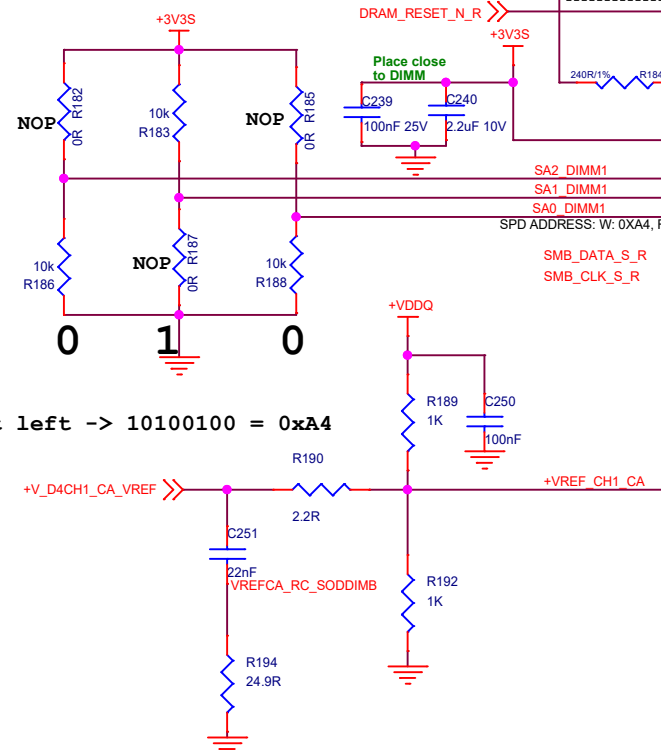 DRAM_RESET_N_R
+3V3S
+3V3S
Place close
to DIMM
240R/1%
R184
NOP
0R R182
10k
R183
NOP
0R R185
C239
100nF 25V
C240
2.2uF 10V
SA2_DIMM1
SA1_DIMM1
SA0_DIMM1
SPD ADDRESS: W: 0XA4,
10k
R186
NOP
0R R187
10k
R188
SMB_DATA_S_R
SMB_CLK_S_R
0 1 0
+VDDQ
R189
1K
C250
100nF
left -> 10100100 = 0xA4
R190
2.2R
+V_D4CH1_CA_VREF
+VREF_CH1_CA
C251
22nF
VREFCA_RC_SODDIMB
R192
1K
R194
24.9R